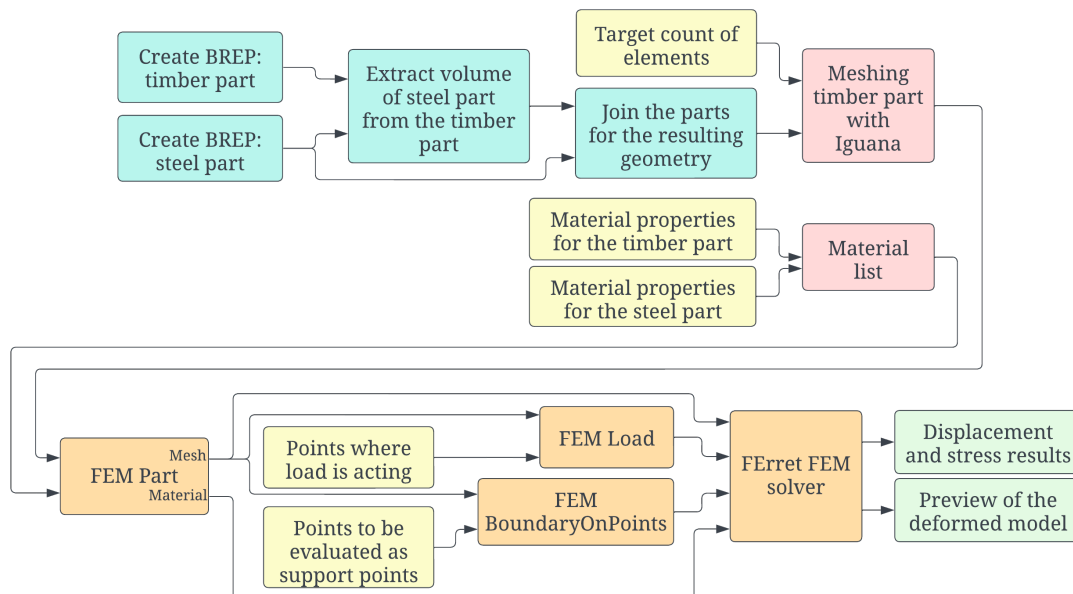 Create BREP:
timber part
Create BREP:
steel part
Extract volume
of steel part
from the timber
part
Target count of
elements
Join the parts
for the resulting
geometry
Meshing
timber part
with
Iguana
Material properties
for the timber part
Material properties
for the steel part
Material
list
FEM Part
Mesh
Material
Points where
load is acting
Points to be
evaluated as
support points
FEM Load
FEM
BoundaryOnPoints
FErret FEM
solver
Displacement
and stress results
Preview of the
deformed model